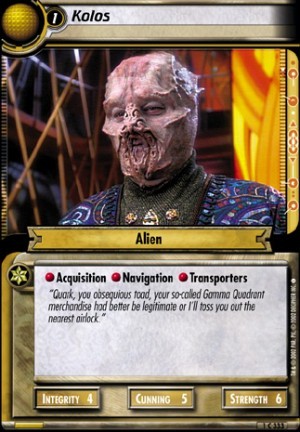 1 Kolos
Alien
Acquisition Navigation Transporters
"Quark, you obsequious toad, your so-called Gamma Quadrant
merchandise had better be legitimate or I'll toss you out the
nearest airlock."
INTEGRITY 4 CUNNING 5 STRENGTH 6